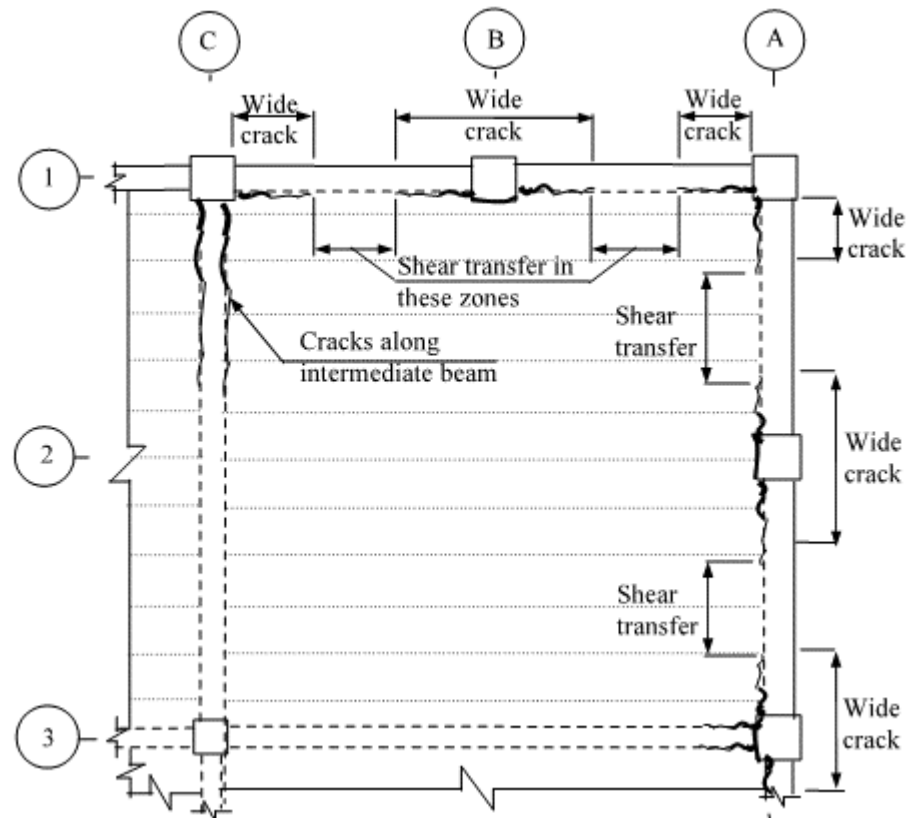 C
B
A
Wide
crack
Wide
crack
Wide
crack
1
Wide
crack
Shear transfer in
these zones
Shear
transfer
Cracks along
intermediate beam
2
Wide
crack
Shear
transfer
3
Wide
crack